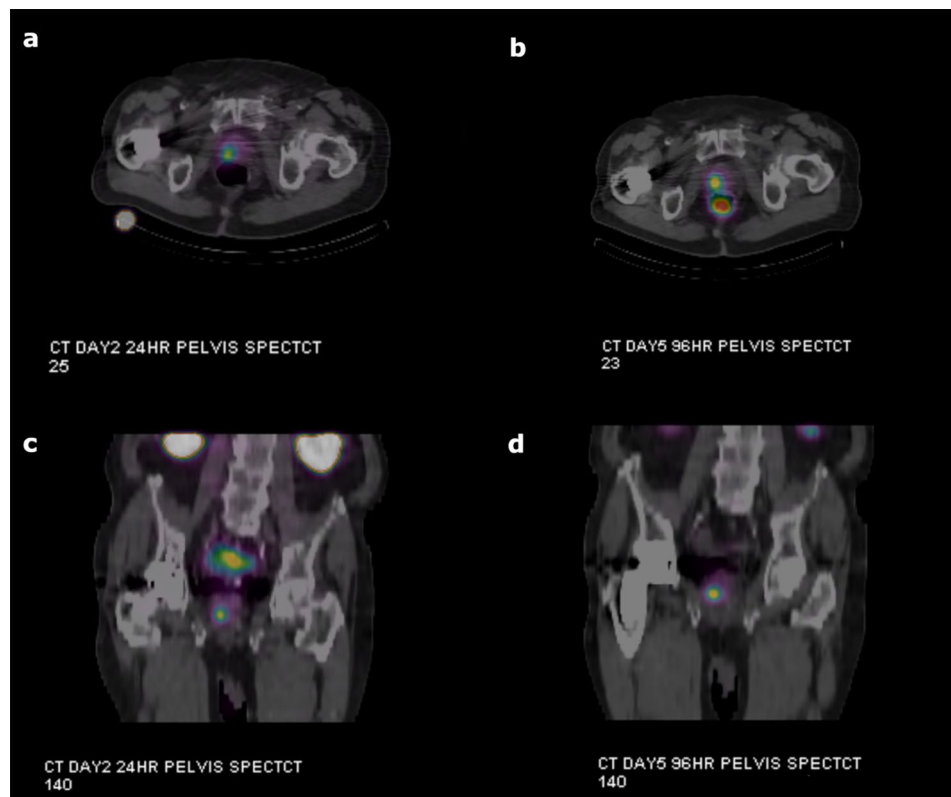 a
b
CT DAY2 24HR PELVIS SPECTCT
25
CT DAY5 96HR PELVIS SPECTCT
23
c
d
CT DAY2 24HR PELVIS SPECTCT
140
CT DAY5 96HR PELVIS SPECTCT
140